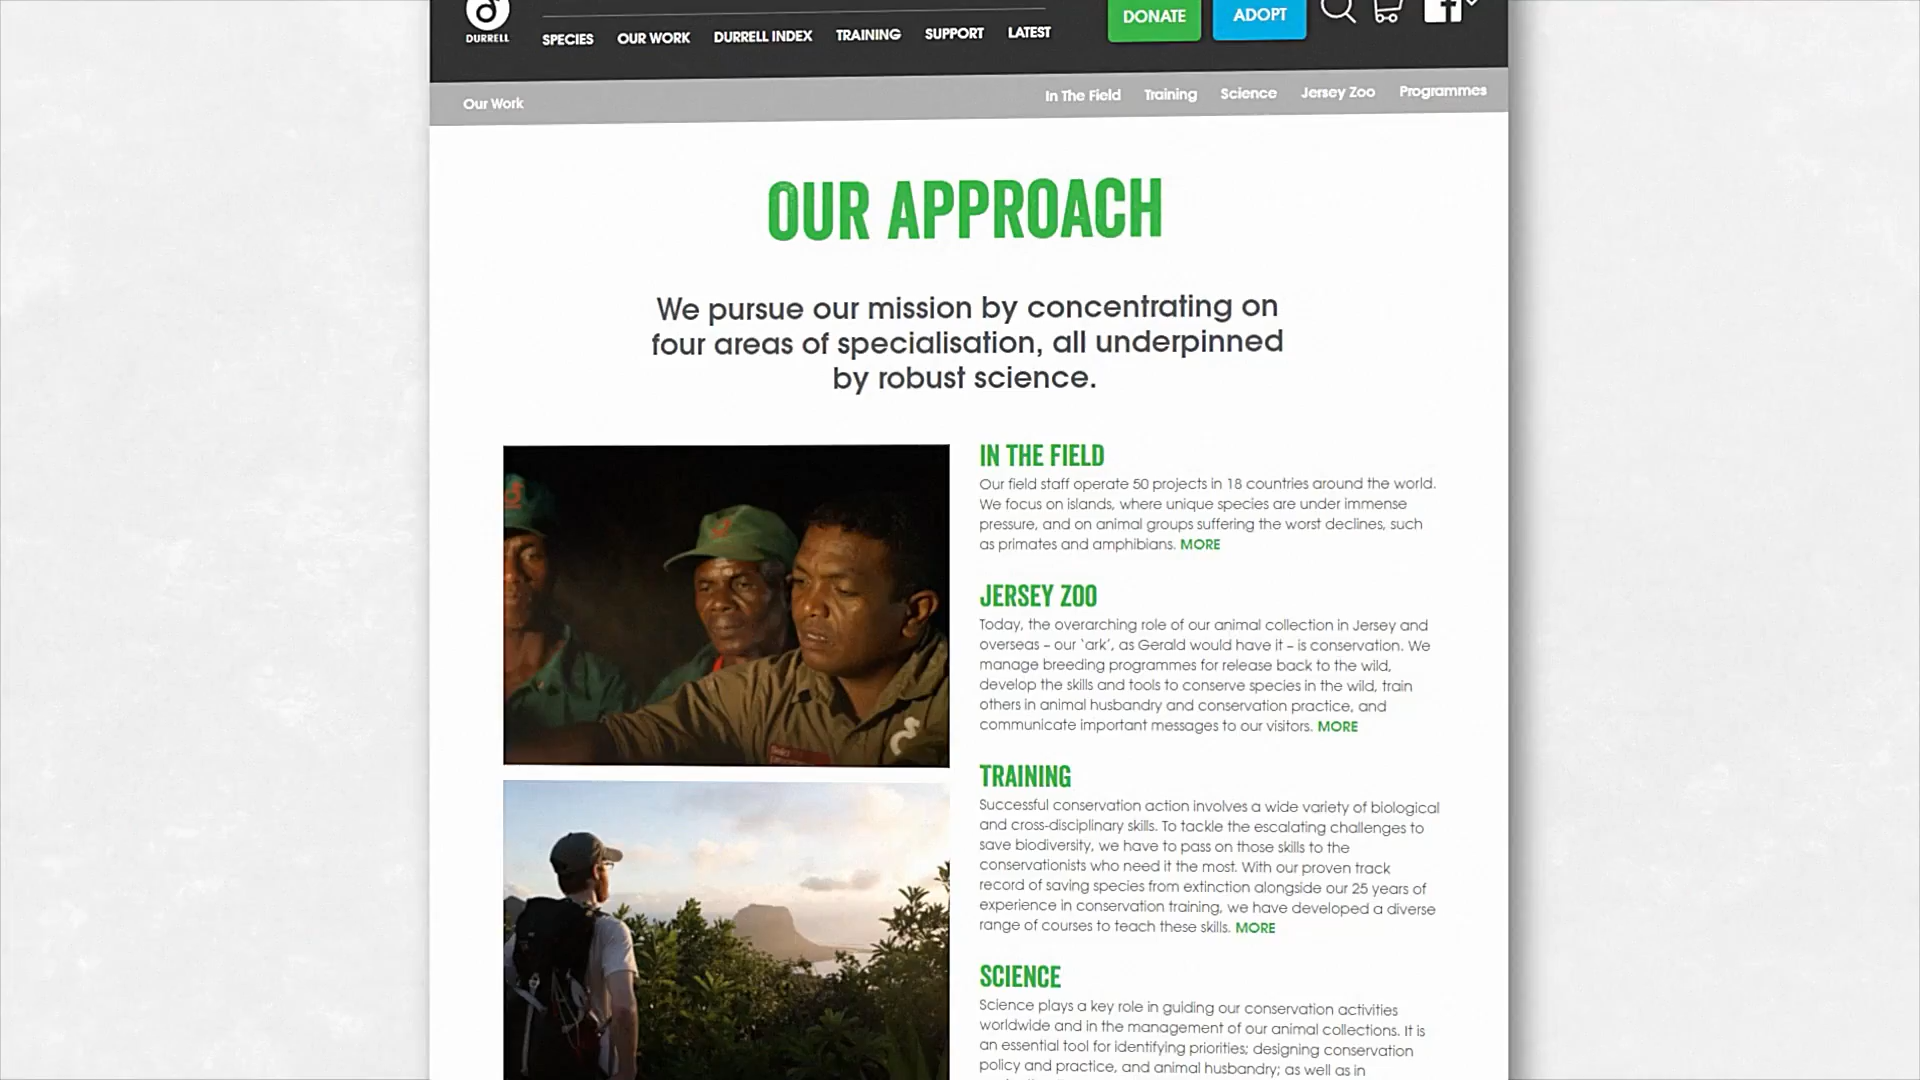 DURRELL
SPECIES OUR WORK DURRELL INDEX TRAINING SUPPORT LATEST
DONATE ADOPT
Our Work
In The Field Training Science Jersey Zoo Programmes
OUR APPROACH
We pursue our mission by concentrating on
four areas of specialisation, all underpinned
by robust science.
IN THE FIELD
Our field staff operate 50 projects in 18 countries around the world.
We focus on islands, where unique species are under immense
pressure, and on animal groups suffering the worst declines, such
as primates and amphibians. MORE
JERSEY ZOO
Today, the overarching role of our animal collection in Jersey and
overseas – our ‘ark’, as Gerald would have it – is conservation. We
manage breeding programmes for release back to the wild,
develop the skills and tools to conserve species in the wild, train
others in animal husbandry and conservation practice, and
communicate important messages to our visitors. MORE
TRAINING
Successful conservation action involves a wide variety of biological
and cross-disciplinary skills. To tackle the escalating challenges to
save biodiversity, we have to pass on those skills to the
conservationists who need it the most. With our proven track
record of saving species from extinction alongside our 25 years of
experience in conservation training, we have developed a diverse
range of courses to teach these skills. MORE
SCIENCE
Science plays a key role in guiding our conservation activities
worldwide and in the management of our animal collections. It is
an essential tool for identifying priorities; designing conservation
policy and practice, and animal husbandry; as well as in